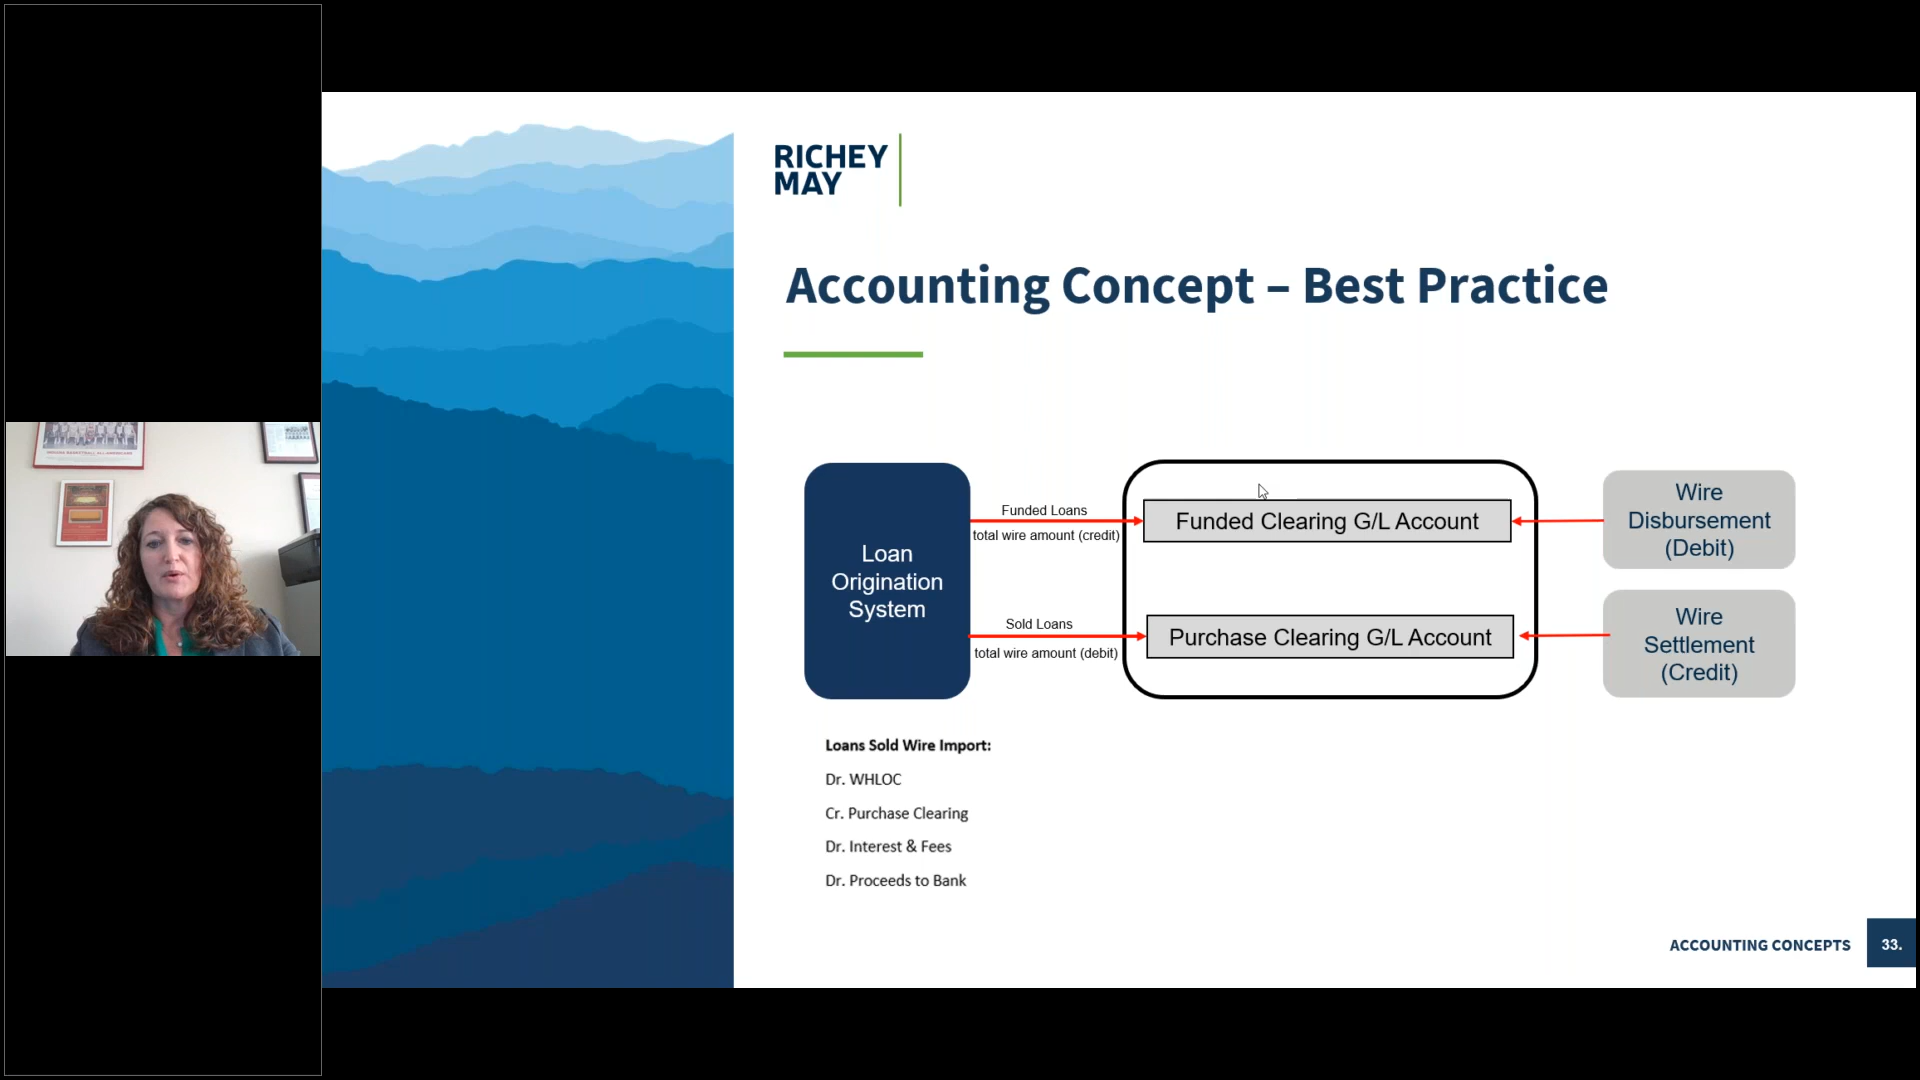 RICHEY
MAY
Accounting Concept – Best Practice
Loan
Origination
System
Funded Loans
total wire amount (credit)
Sold Loans
total wire amount (debit)
Funded Clearing G/L Account
Purchase Clearing G/L Account
Wire
Disbursement
(Debit)
Wire
Settlement
(Credit)
Loans Sold Wire Import:
Dr. WHLOC
Cr. Purchase Clearing
Dr. Interest & Fees
Dr. Proceeds to Bank
ACCOUNTING CONCEPTS
33.